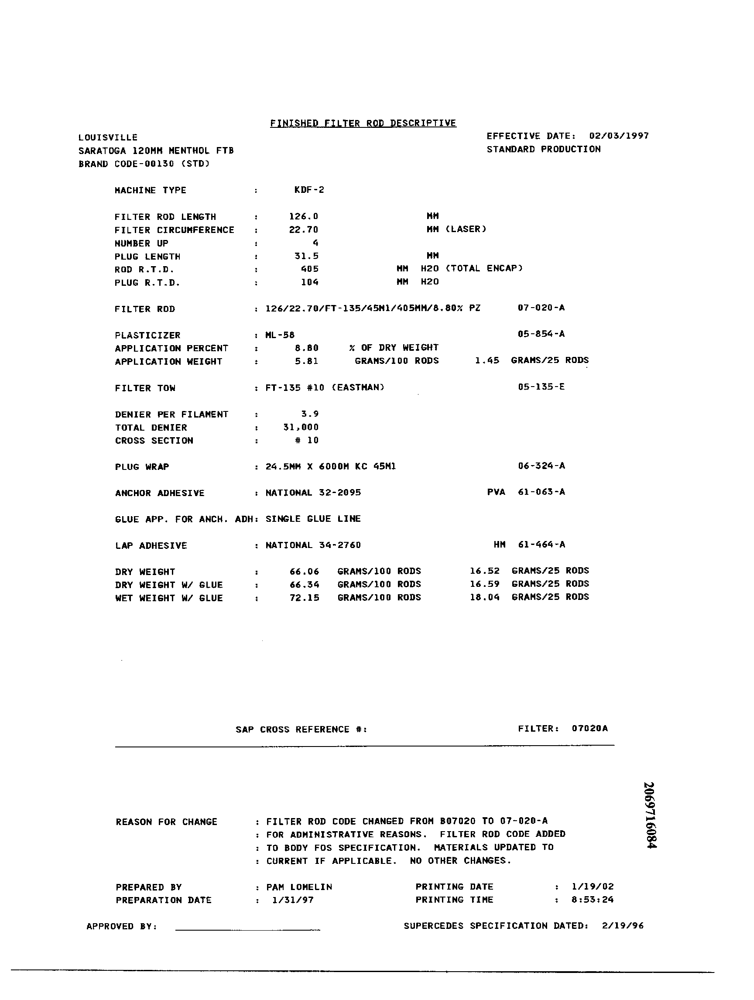 FINISHED FILTER ROD DESCRIPTIVE
LOUISVILLE EFFECTIVE DATE: 02/03/1997
SARATOGA 120MM MENTHOL FTB STANDARD PRODUCTION
BRAND CODE-00130 (STD)
MACHINE TYPE : KDF-2
FILTER ROD LENGTH : 126.0 MM
FILTER CIRCUMFERENCE : 22.70 MM (LASER)
NUMBER UP : 4
PLUG LENGTH : 31.5 MM
ROD R.T.D. : 405 MM H2O (TOTAL ENCAP)
PLUG R.T.D. : 104 MM H2O
FILTER ROD : 126/22.70/FT-135/45M1/405MM/8.80% PZ 07-020-A
PLASTICIZER : ML-58 05-854-A
APPLICATION PERCENT : 8.80 % OF DRY WEIGHT
APPLICATION WEIGHT : 5.81 GRAMS/100 RODS 1.45 GRAMS/25 RODS
FILTER TOW : FT-135 #10 (EASTMAN) 05-135-E
DENIER PER FILAMENT : 3.9
TOTAL DENIER : 31,000
CROSS SECTION : # 10
PLUG WRAP : 24.5MM X 6000M KC 45M1 06-324-A
ANCHOR ADHESIVE : NATIONAL 32-2095 PVA 61-063-A
GLUE APP. FOR ANCH. ADH: SINGLE GLUE LINE
LAP ADHESIVE : NATIONAL 34-2760 HM 61-464-A
DRY WEIGHT : 66.06 GRAMS/100 RODS 16.52 GRAMS/25 RODS
DRY WEIGHT W/ GLUE : 66.34 GRAMS/100 RODS 16.59 GRAMS/25 RODS
WET WEIGHT W/ GLUE : 72.15 GRAMS/100 RODS 18.04 GRAMS/25 RODS
SAP CROSS REFERENCE #: FILTER: 07020A
2069716084
REASON FOR CHANGE : FILTER ROD CODE CHANGED FROM B07020 TO 07-020-A
: FOR ADMINISTRATIVE REASONS. FILTER ROD CODE ADDED
: TO BODY FOS SPECIFICATION. MATERIALS UPDATED TO
: CURRENT IF APPLICABLE. NO OTHER CHANGES.
PREPARED BY : PAM LOMELIN PRINTING DATE : 1/19/02
PREPARATION DATE : 1/31/97 PRINTING TIME : 8:53:24
APPROVED BY: SUPERCEDES SPECIFICATION DATED: 2/19/96